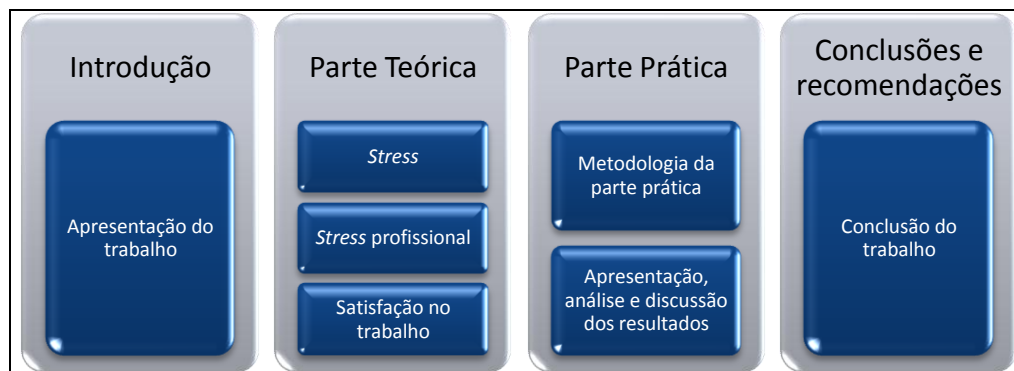 Introdução
Apresentação do
trabalho
Parte Teórica
Stress
Stress profissional
Satisfação no
trabalho
Parte Prática
Metodologia da
parte prática
Apresentação,
análise e discussão
dos resultados
Conclusões e
recomendações
Conclusão do
trabalho